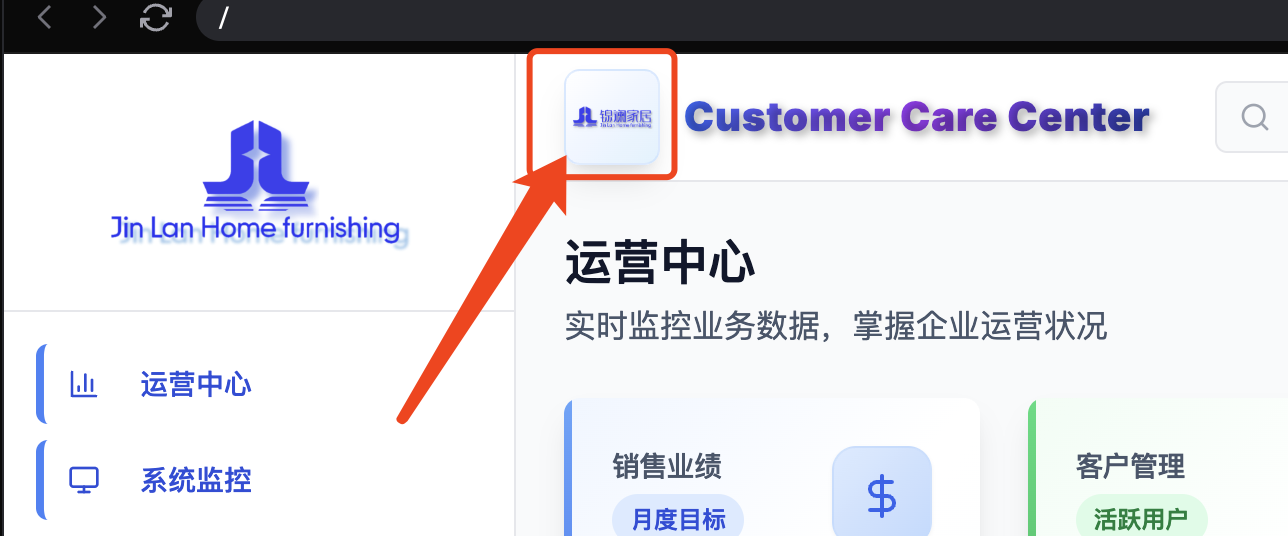 /
锦澜家居
Jin Lan Home furnishing
Customer Care Center
Jin Lan Home furnishing
运营中心
实时监控业务数据，掌握企业运营状况
运营中心
系统监控
销售业绩
月度目标
$
客户管理
活跃用户